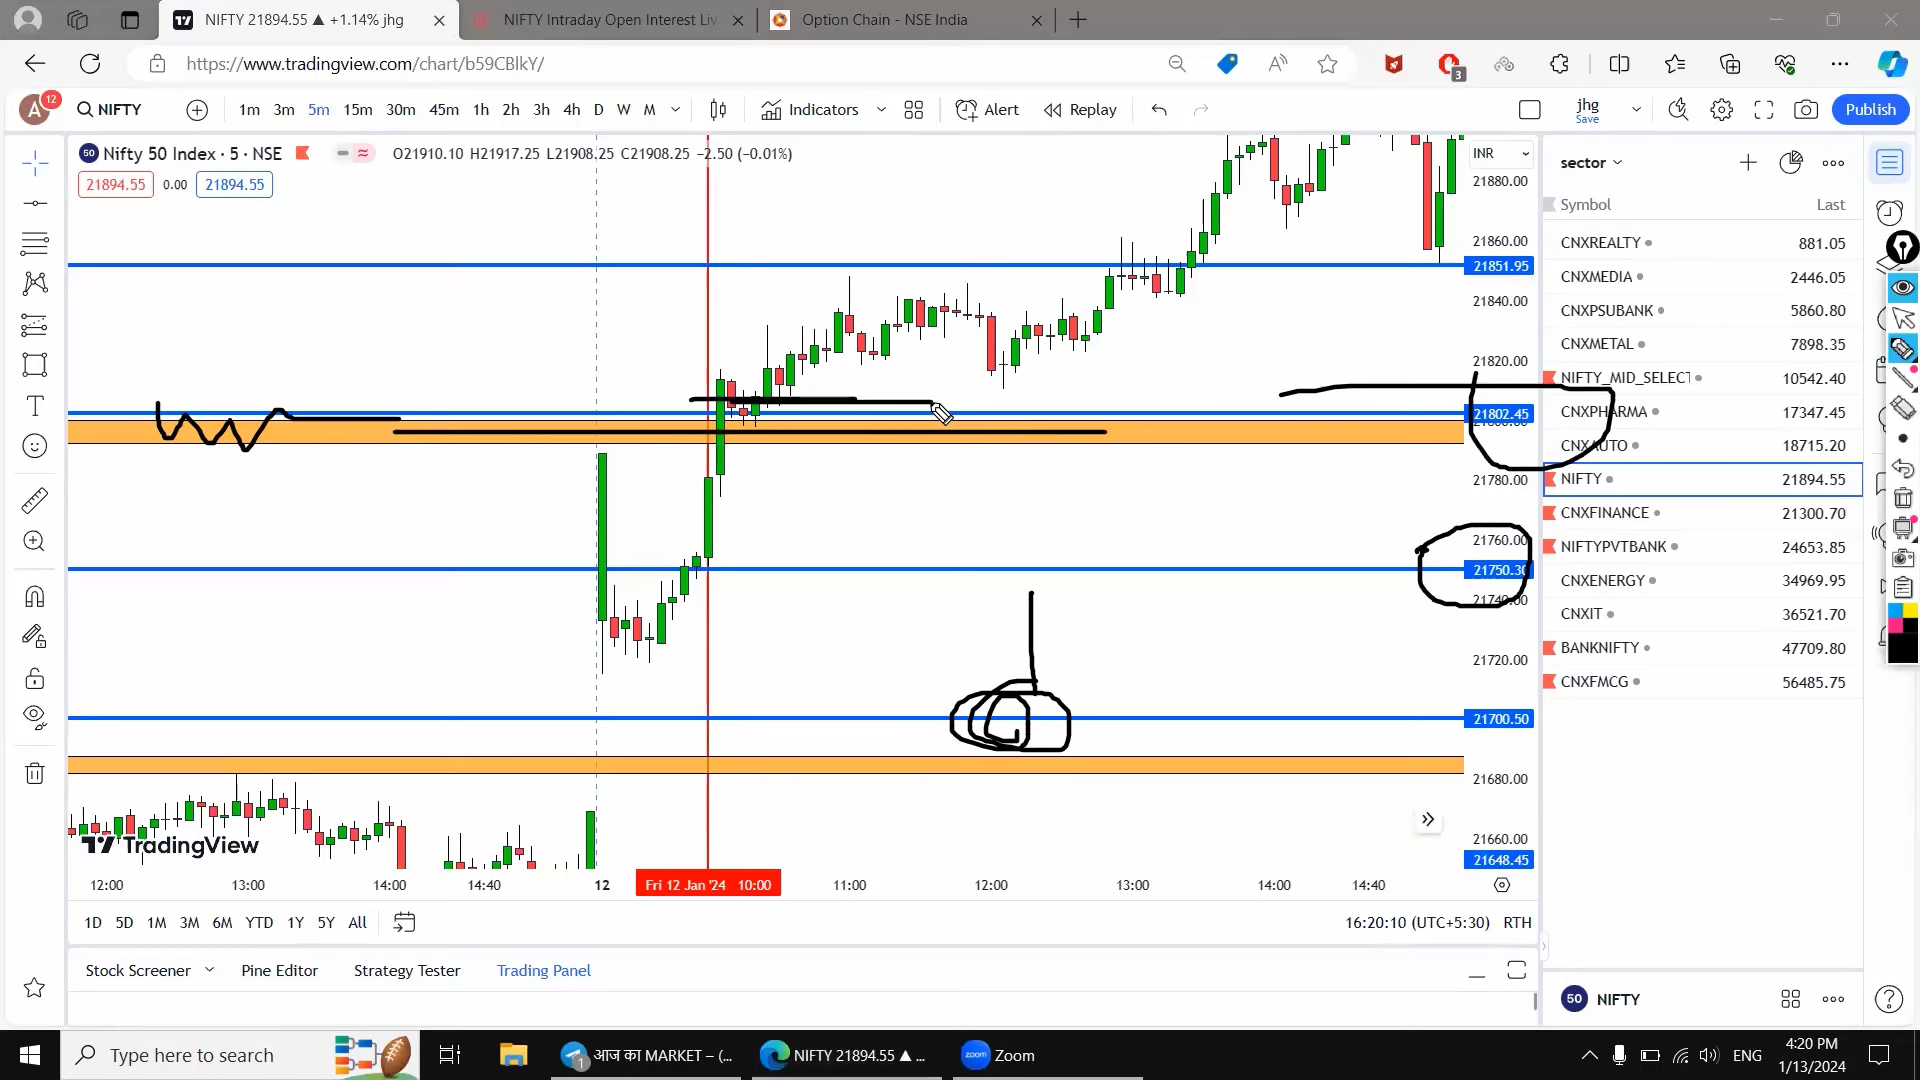 NIFTY 21894.55 ▲ +1.14% jhg
NIFTY Intraday Open Interest Liv
Option Chain - NSE India
https://www.tradingview.com/chart/b59CBlkY/
3
A
12
NIFTY
1m 3m 5m 15m 30m 45m 1h 2h 3h 4h D W M
Indicators
Alert
Replay
jhg
Save
Publish
50 Nifty 50 Index · 5 · NSE
O21910.10 H21917.25 L21908.25 C21908.25 −2.50 (−0.01%)
21894.55 0.00 21894.55
INR
21880.00
21860.00
21851.95
21840.00
21820.00
21802.45
21780.00
21760.00
21750.30
21740.00
21720.00
21700.50
21680.00
21660.00
21648.45
TradingView
12:00 13:00 14:00 14:40 12 Fri 12 Jan '24 10:00 11:00 12:00 13:00 14:00 14:40
1D 5D 1M 3M 6M YTD 1Y 5Y All
16:20:10 (UTC+5:30) RTH
Stock Screener Pine Editor Strategy Tester Trading Panel
sector
Symbol Last
CNXREALTY 881.05
CNXMEDIA 2446.05
CNXPSUBANK 5860.80
CNXMETAL 7898.35
NIFTY_MID_SELECT 10542.40
CNXPHARMA 17347.45
CNXAUTO 18715.20
NIFTY 21894.55
CNXFINANCE 21300.70
NIFTYPVTBANK 24653.85
CNXENERGY 34969.95
CNXIT 36521.70
BANKNIFTY 47709.80
CNXFMCG 56485.75
50 NIFTY
Type here to search
1
आज का MARKET – (...
NIFTY 21894.55 ▲ ...
zoom
Zoom
ENG
4:20 PM
1/13/2024